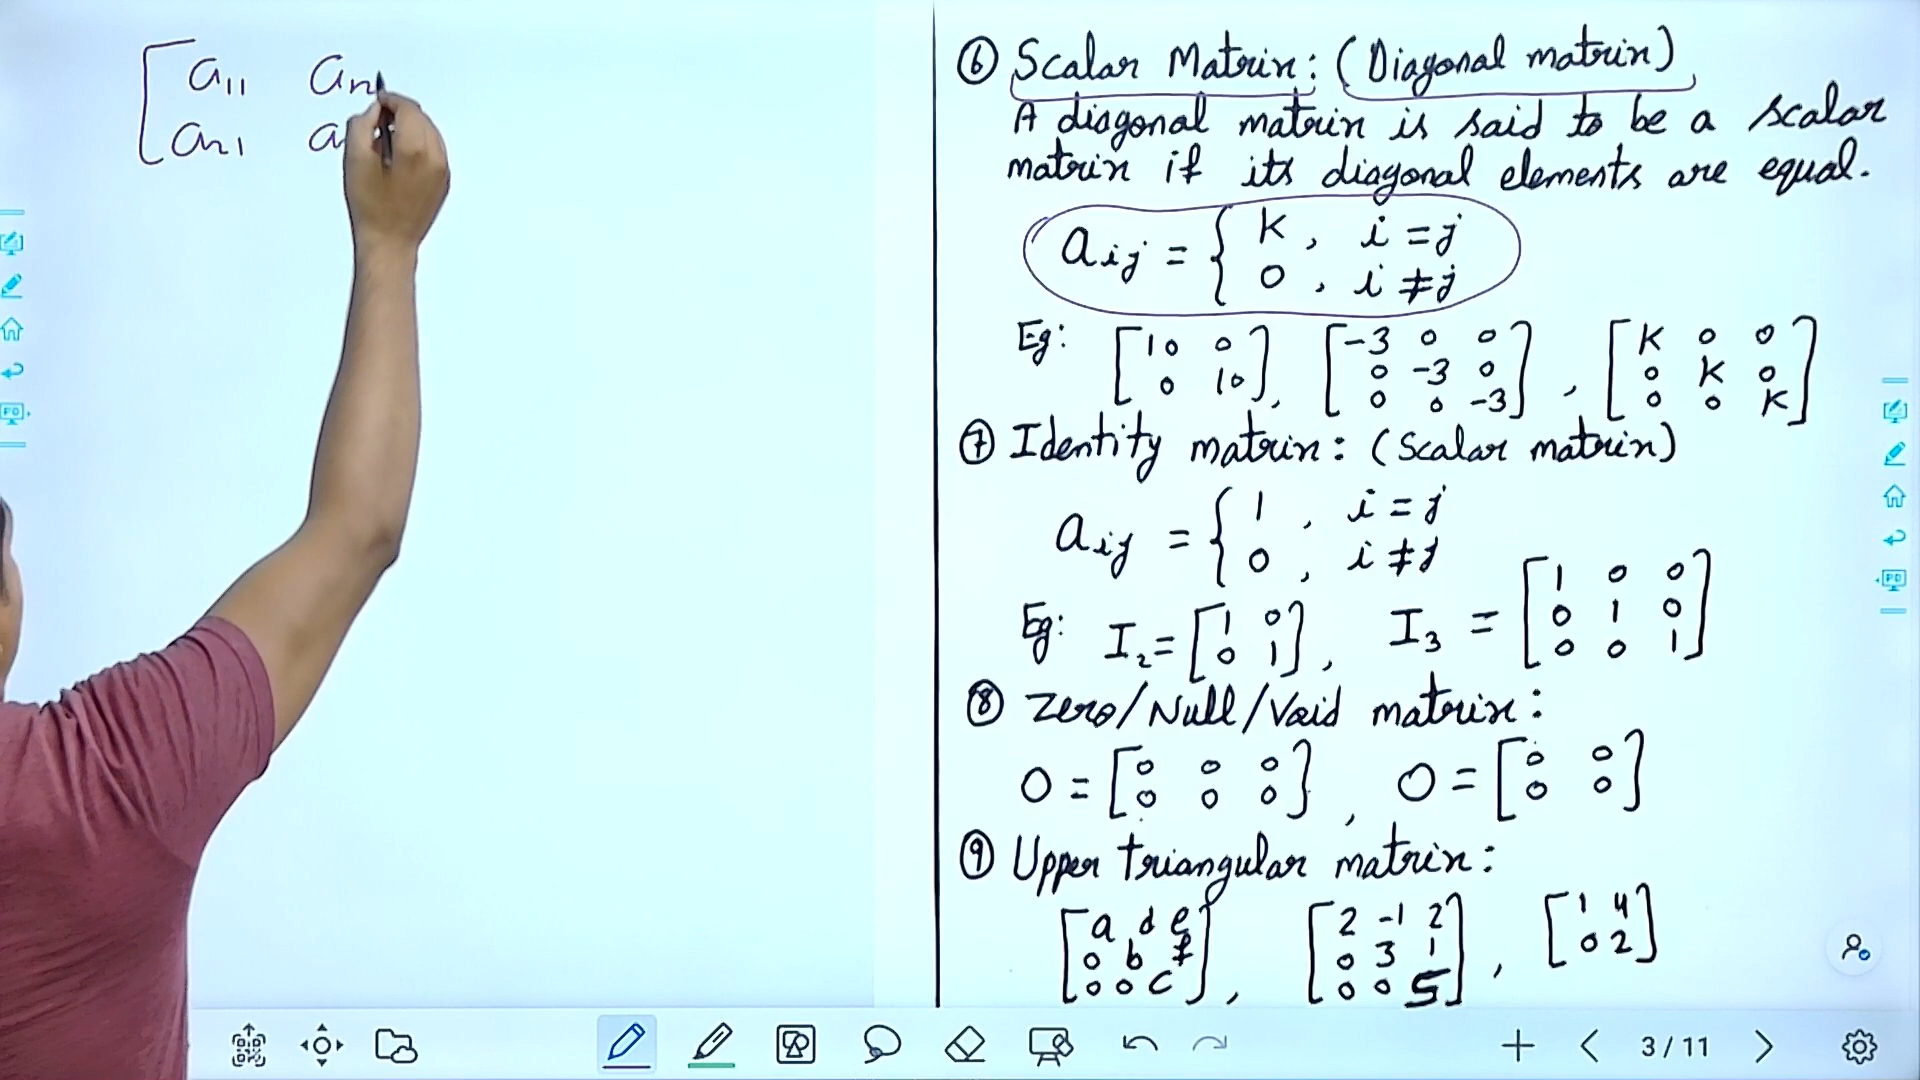 [ a11 a12
a21 a
⑥ Scalar Matrix: (Diagonal matrix)
A diagonal matrix is said to be a scalar
matrix if its diagonal elements are equal.
aij = { K, i = j
0, i ≠ j
Eg: [10 0
0 10], [-3 0 0
0 -3 0
0 0 -3], [K 0 0
0 K 0
0 0 K]
⑦ Identity matrix: (Scalar matrix)
aij = { 1, i = j
0, i ≠ j
Eg: I2 = [1 0
0 1], I3 = [1 0 0
0 1 0
0 0 1]
⑧ Zero/Null/Void matrix:
O = [0 0 0
0 0 0], O = [0 0
0 0]
⑨ Upper triangular matrix:
[a d e
0 b f
0 0 c], [2 -1 2
0 3 1
0 0 5], [1 4
0 2]
3/11